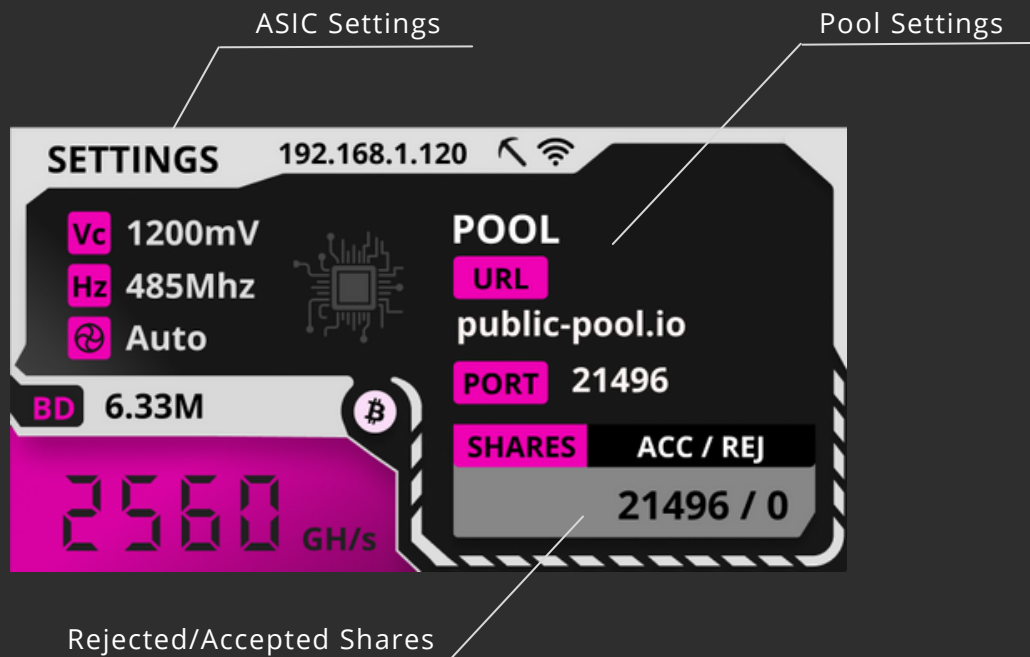 ASIC Settings
Pool Settings
SETTINGS
192.168.1.120
Vc 1200mV
Hz 485Mhz
Auto
BD 6.33M
2560 GH/s
POOL
URL
public-pool.io
PORT 21496
SHARES ACC / REJ
21496 / 0
Rejected/Accepted Shares